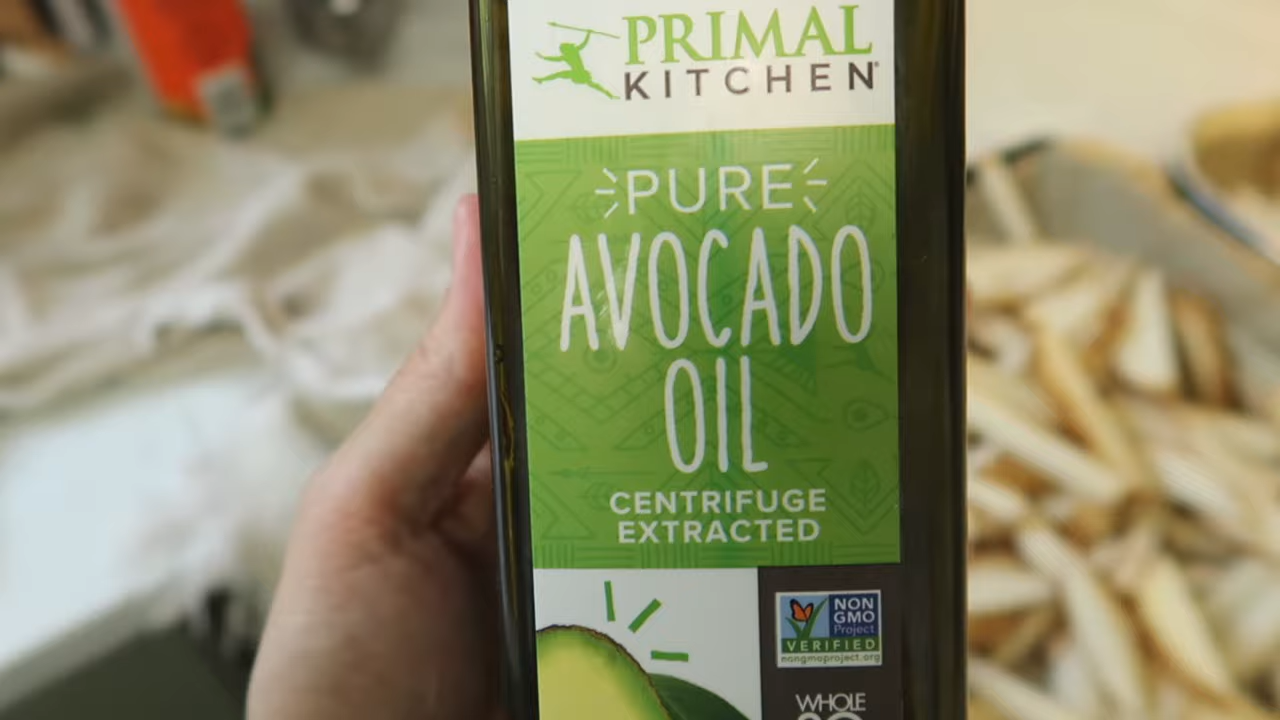 PRIMAL
KITCHEN®
PURE
AVOCADO
OIL
CENTRIFUGE
EXTRACTED
NON
GMO
Project
VERIFIED
nongmoproject.org
WHOLE